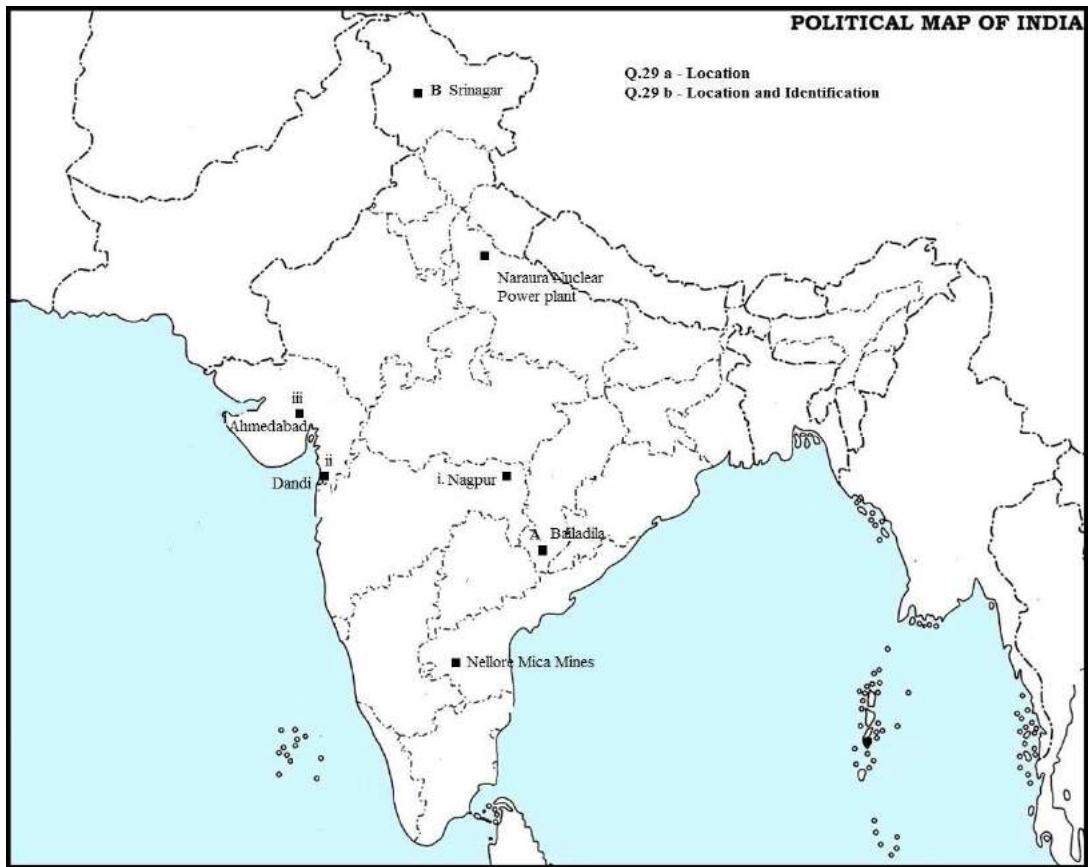 POLITICAL MAP OF INDIA
Q.29 a - Location
Q.29 b - Location and Identification
B Srinagar
Naraura Nuclear
Power plant
iii
Ahmedabad
ii
Dandi
i. Nagpur
A Bailadila
Nellore Mica Mines